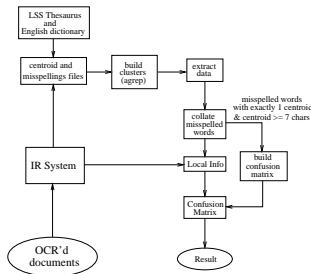 LSS Thesaurus and
English dictionary
centroid and
misspellings files
build
clusters
(agrep)
extract
data
misspelled words
with exactly 1 centroid
& centroid >= 7 chars
collate
misspelled
words
build
confusion
matrix
IR System
Local Info
Confusion
Matrix
OCR'd
documents
Result